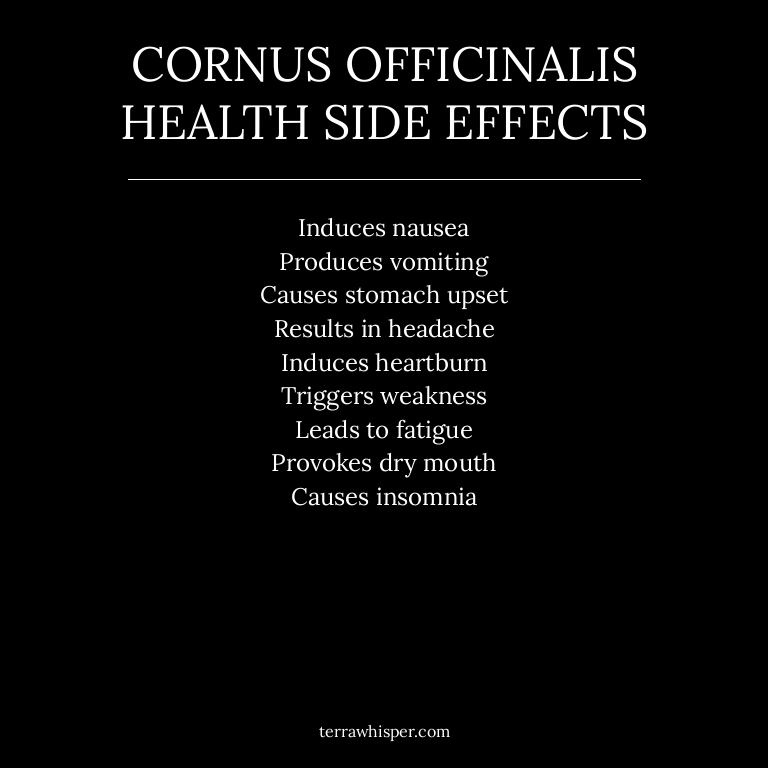 CORNUS OFFICINALIS
HEALTH SIDE EFFECTS
Induces nausea
Produces vomiting
Causes stomach upset
Results in headache
Induces heartburn
Triggers weakness
Leads to fatigue
Provokes dry mouth
Causes insomnia
terrawhisper.com